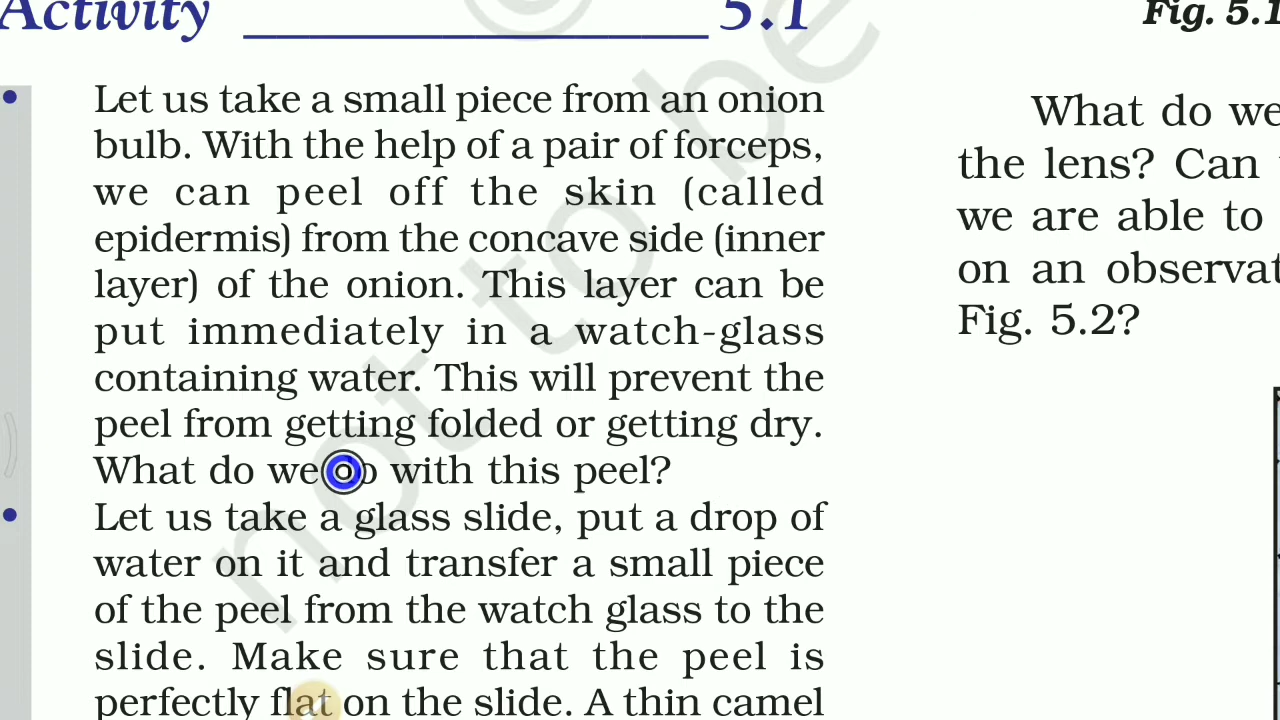 Activity 5.1
Let us take a small piece from an onion
bulb. With the help of a pair of forceps,
we can peel off the skin (called
epidermis) from the concave side (inner
layer) of the onion. This layer can be
put immediately in a watch-glass
containing water. This will prevent the
peel from getting folded or getting dry.
What do we do with this peel?
Let us take a glass slide, put a drop of
water on it and transfer a small piece
of the peel from the watch glass to the
slide. Make sure that the peel is
perfectly flat on the slide. A thin camel
Fig. 5.1
What do we
the lens? Can
we are able to
on an observat
Fig. 5.2?
not to be